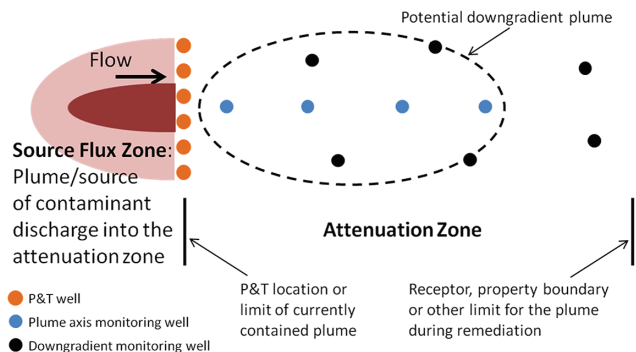 Potential downgradient plume
Flow
Source Flux Zone:
Plume/source
of contaminant
discharge into the
attenuation zone
Attenuation Zone
P&T location or
limit of currently
contained plume
Receptor, property boundary
or other limit for the plume
during remediation
P&T well
Plume axis monitoring well
Downgradient monitoring well